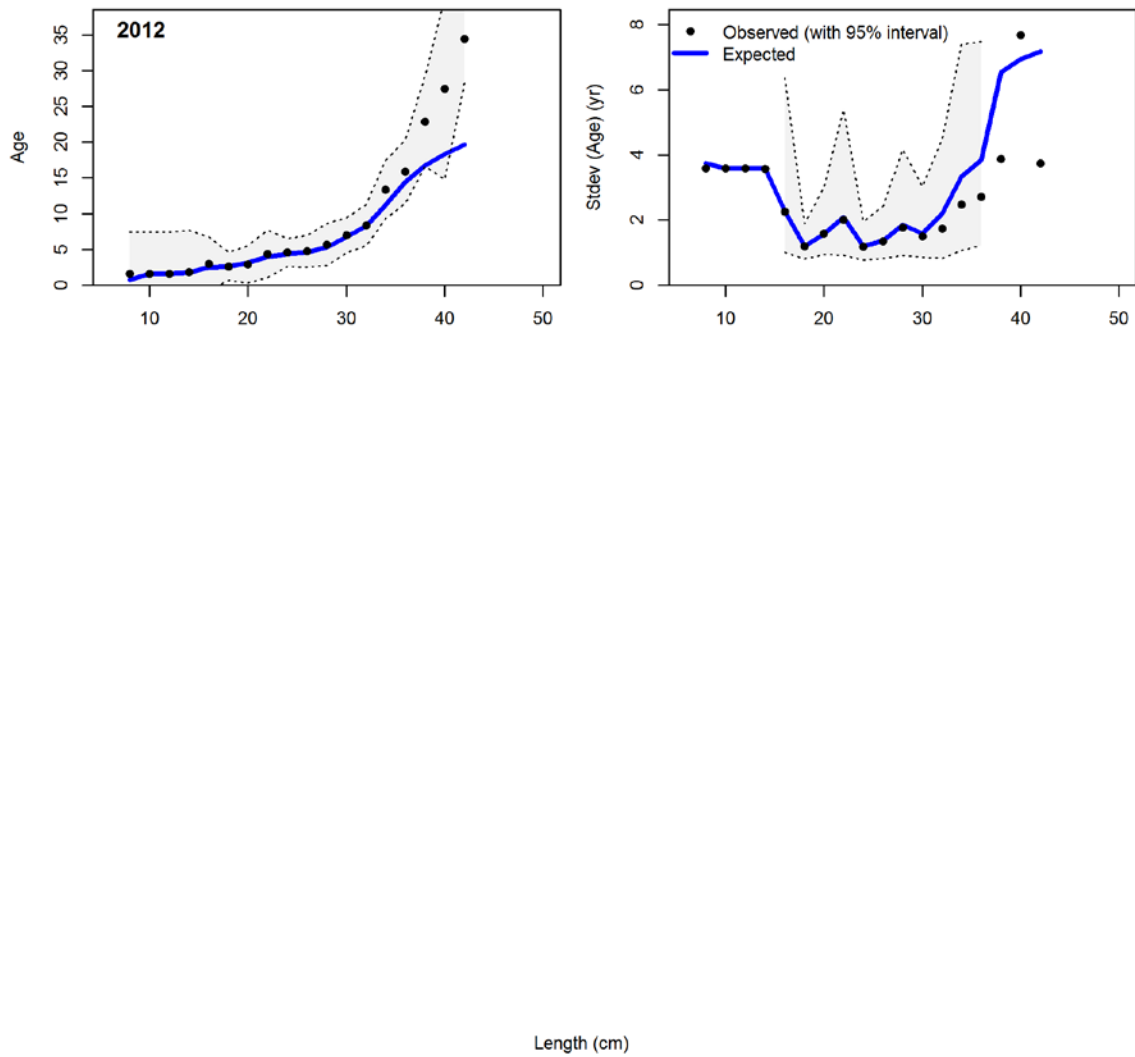 2012
Age
0 5 10 15 20 25 30 35
10 20 30 40 50
Observed (with 95% interval)
Expected
Stdev (Age) (yr)
0 2 4 6 8
10 20 30 40 50
Length (cm)